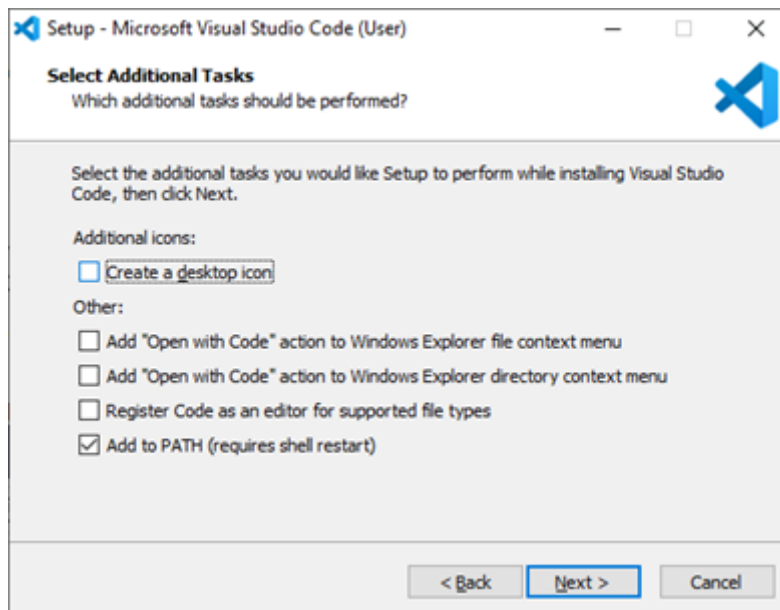 Setup - Microsoft Visual Studio Code (User)
Select Additional Tasks
Which additional tasks should be performed?
Select the additional tasks you would like Setup to perform while installing Visual Studio
Code, then click Next.
Additional icons:
Create a desktop icon
Other:
Add "Open with Code" action to Windows Explorer file context menu
Add "Open with Code" action to Windows Explorer directory context menu
Register Code as an editor for supported file types
Add to PATH (requires shell restart)
< Back Next > Cancel